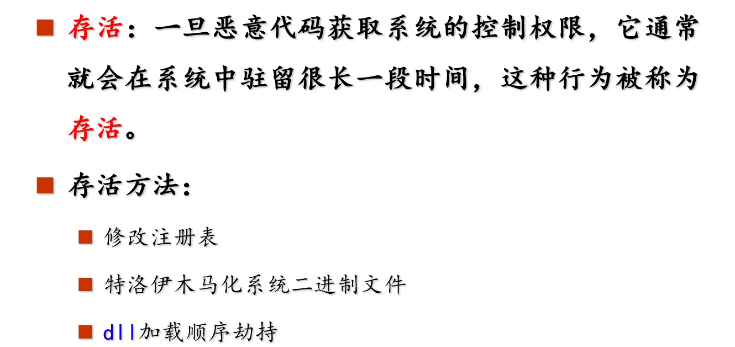 存活：一旦恶意代码获取系统的控制权限，它通常
就会在系统中驻留很长一段时间，这种行为被称为
存活。
存活方法：
修改注册表
特洛伊木马化系统二进制文件
dll加载顺序劫持